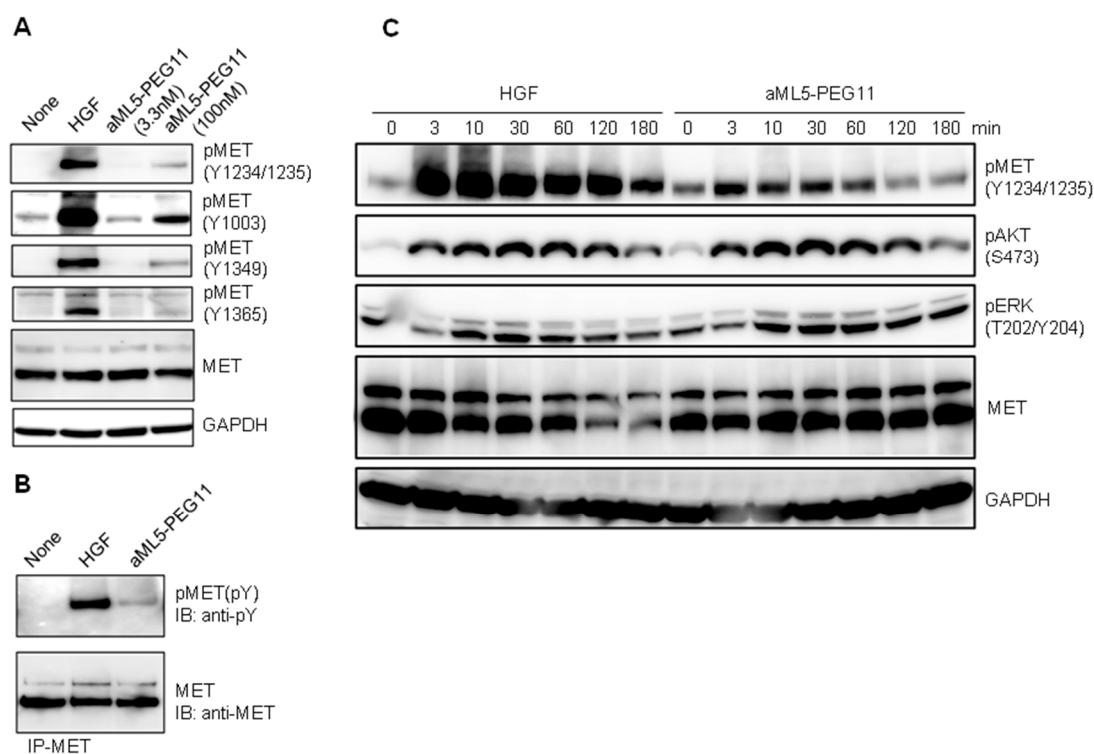 A
None
HGF
aML5-PEG11
(3.3nM)
aML5-PEG11
(100nM)
pMET
(Y1234/1235)
pMET
(Y1003)
pMET
(Y1349)
pMET
(Y1365)
MET
GAPDH
B
None
HGF
aML5-PEG11
pMET(pY)
IB: anti-pY
MET
IB: anti-MET
IP-MET
C
HGF aML5-PEG11
0 3 10 30 60 120 180 0 3 10 30 60 120 180 min
pMET
(Y1234/1235)
pAKT
(S473)
pERK
(T202/Y204)
MET
GAPDH